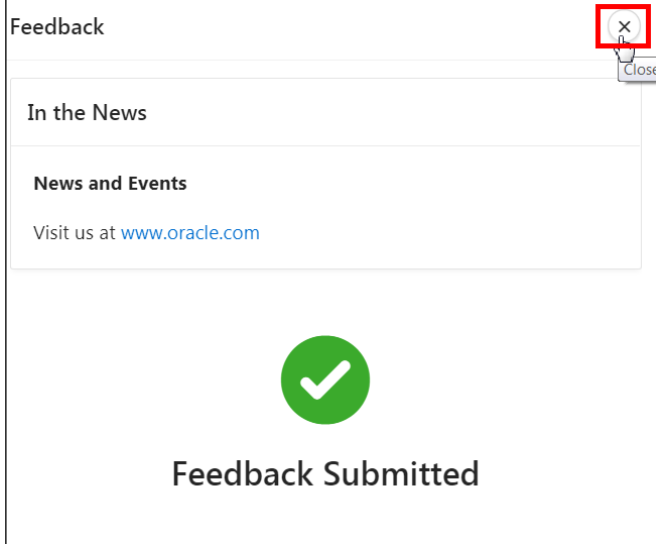 Feedback
Close
In the News
News and Events
Visit us at www.oracle.com
Feedback Submitted